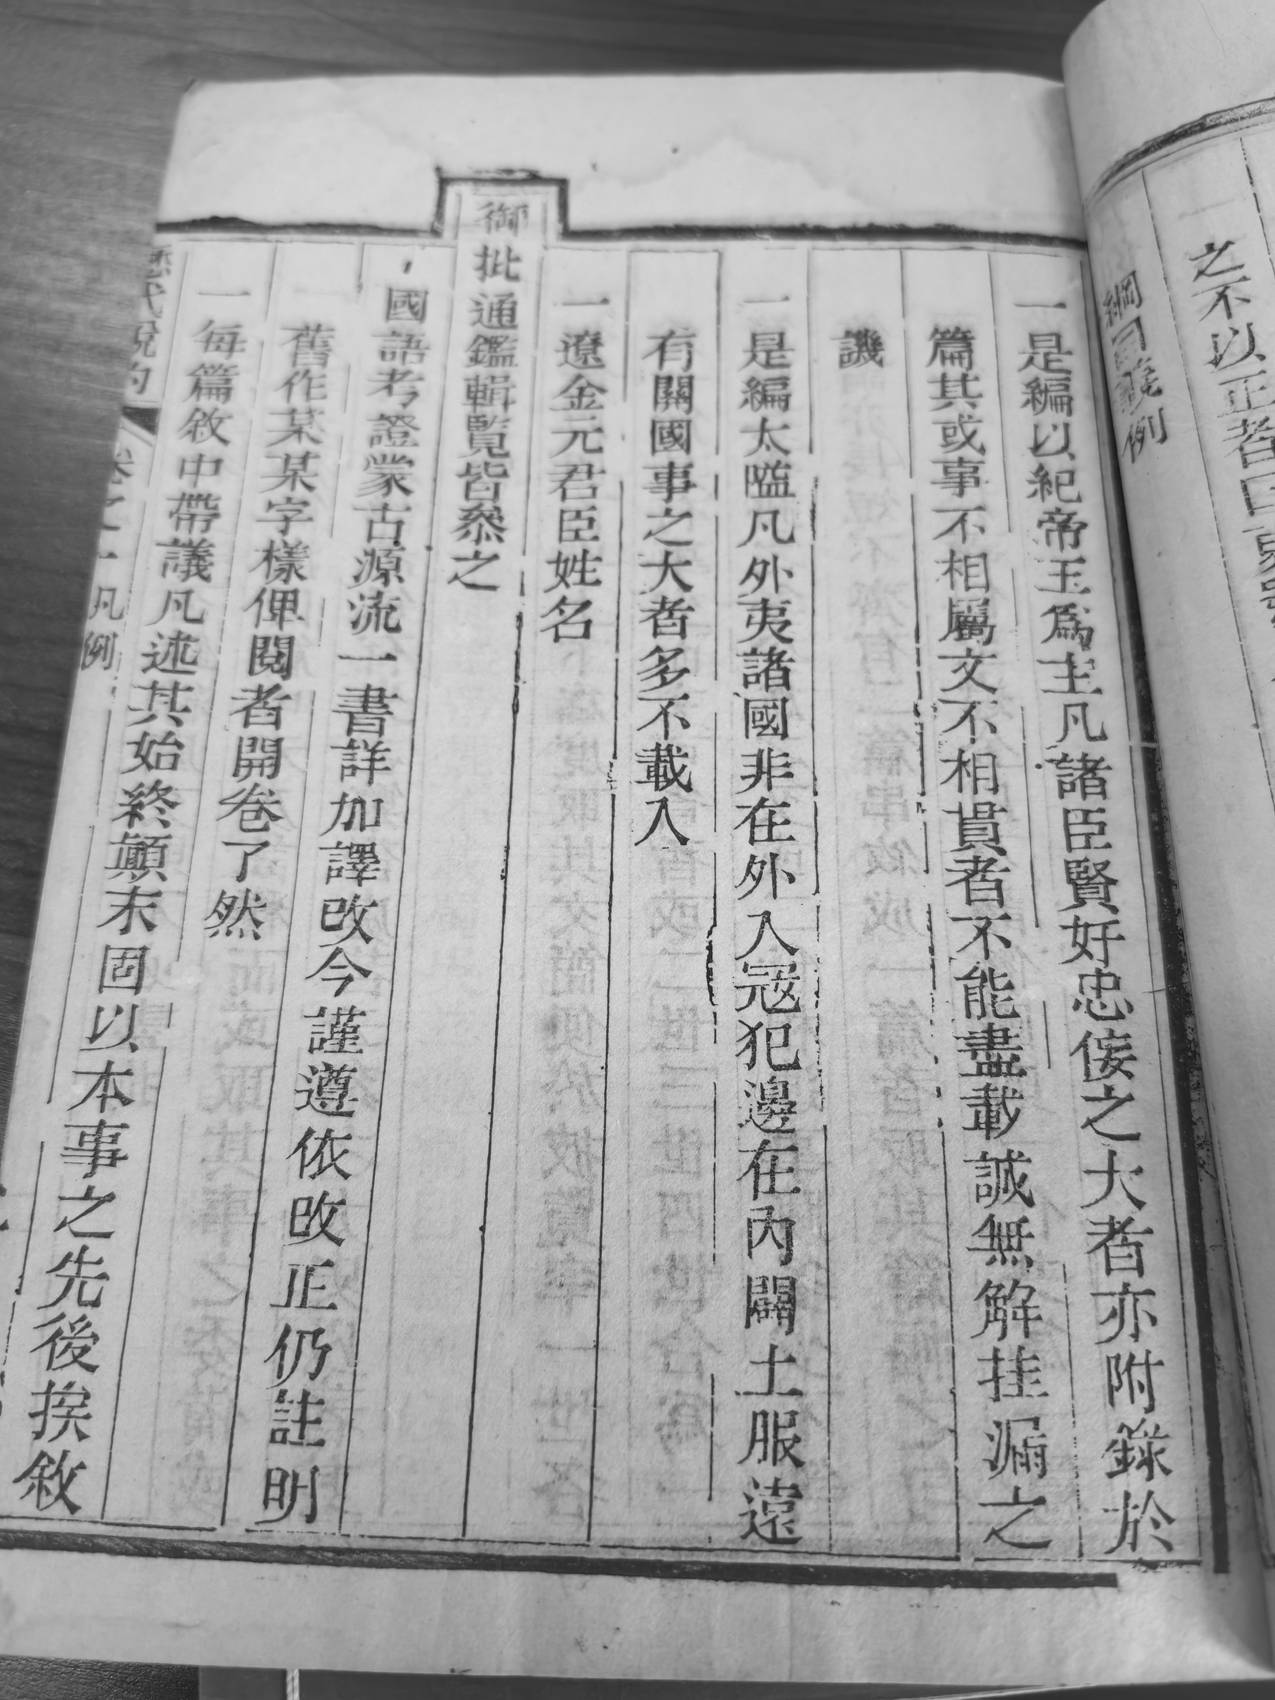 之不以正者曰
綱目義例
一是編以紀帝王爲主凡諸臣賢奸忠佞之大者亦附錄於
篇其或事不相屬文不相貫者不能盡載誠無解挂漏之
譏
一是編太臨凡外夷諸國非在外入寇犯邊在內闢土服遠
有關國事之大者多不載入
一遼金元君臣姓名
御批通鑑輯覽皆叅之
國語考證蒙古源流一書詳加譯改今謹遵依改正仍註明
舊作某某字樣俾閱者開卷了然
一每篇敘中帶議凡述其始終顛末固以本事之先後挨敘
歷代說約 卷之一凡例